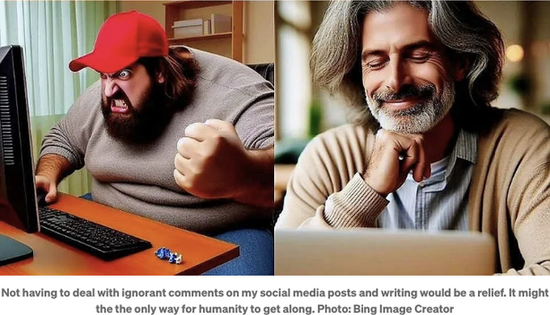 Not having to deal with ignorant comments on my social media posts and writing would be a relief. It might
the the only way for humanity to get along. Photo: Bing Image Creator